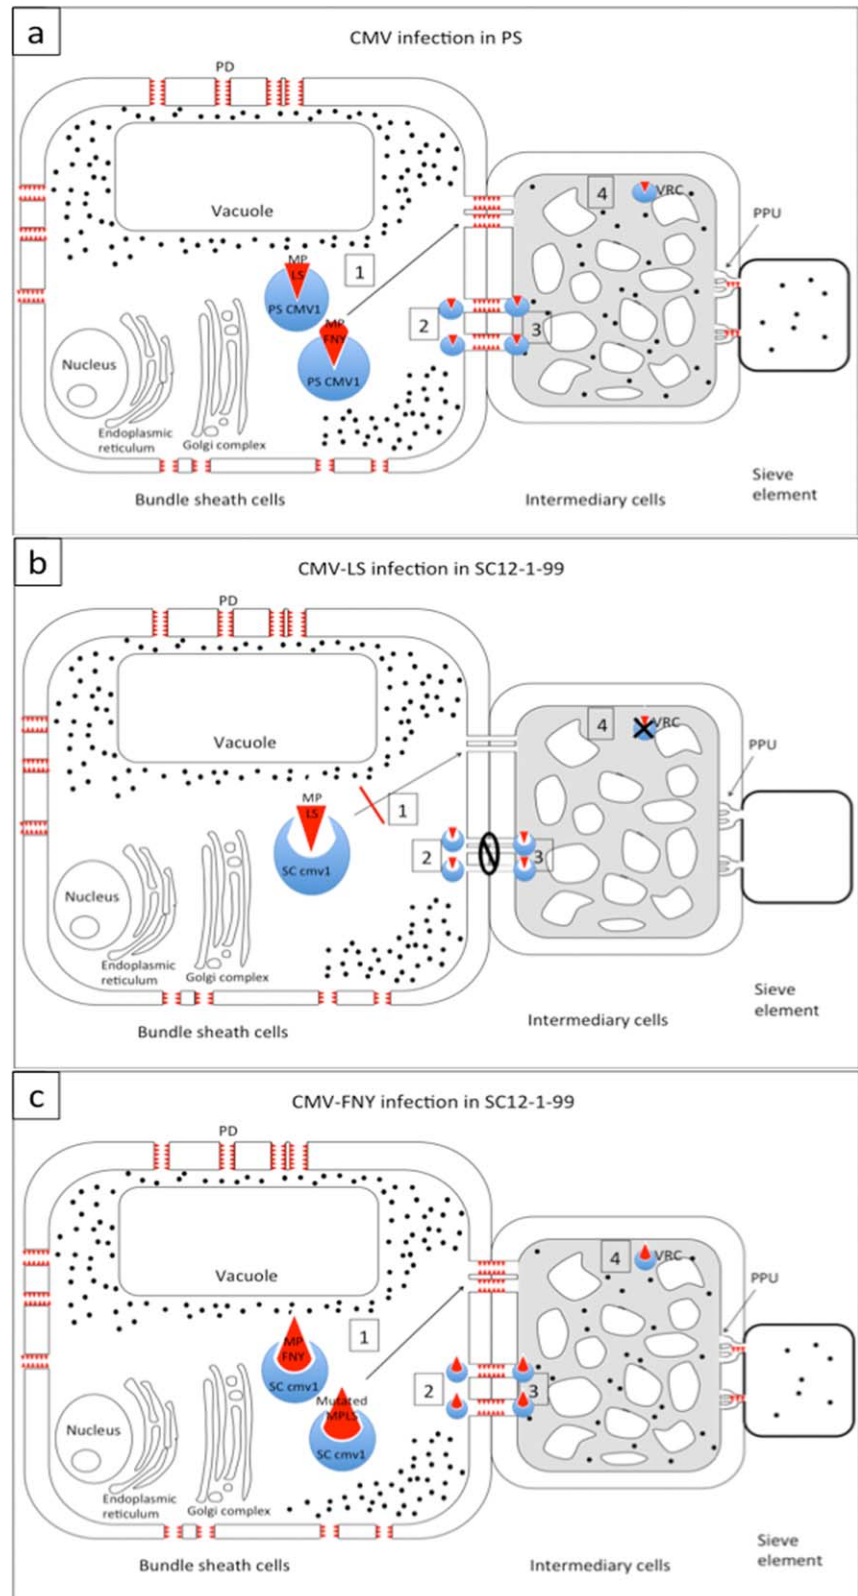 a
CMV infection in PS
PD
Vacuole
PPU
4
VRC
1
MP
LS
PS CMV1
MP
FNY
PS CMV1
2
3
Nucleus
Endoplasmic
reticulum
Golgi complex
Bundle sheath cells
Intermediary cells
Sieve
element
b
CMV-LS infection in SC12-1-99
PD
Vacuole
PPU
4
VRC
1
MP
LS
SC cmv1
2
3
Nucleus
Endoplasmic
reticulum
Golgi complex
Bundle sheath cells
Intermediary cells
Sieve
element
c
CMV-FNY infection in SC12-1-99
PD
Vacuole
PPU
4
VRC
1
MP
FNY
SC cmv1
Mutated
MPLS
SC cmv1
2
3
Nucleus
Endoplasmic
reticulum
Golgi complex
Bundle sheath cells
Intermediary cells
Sieve
element